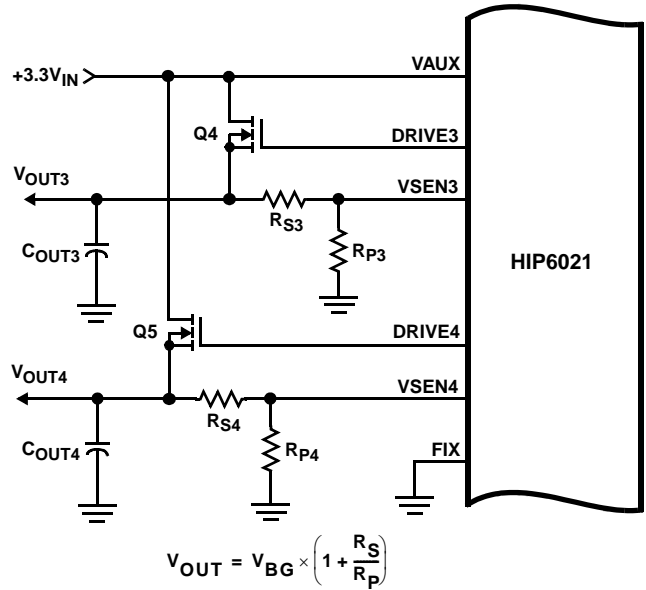 +3.3VIN
VAUX
Q4
DRIVE3
VOUT3
VSEN3
RS3
COUT3
RP3
HIP6021
Q5
DRIVE4
VOUT4
VSEN4
RS4
COUT4
RP4
FIX
VOUT = VBG × (1 + RS/RP)